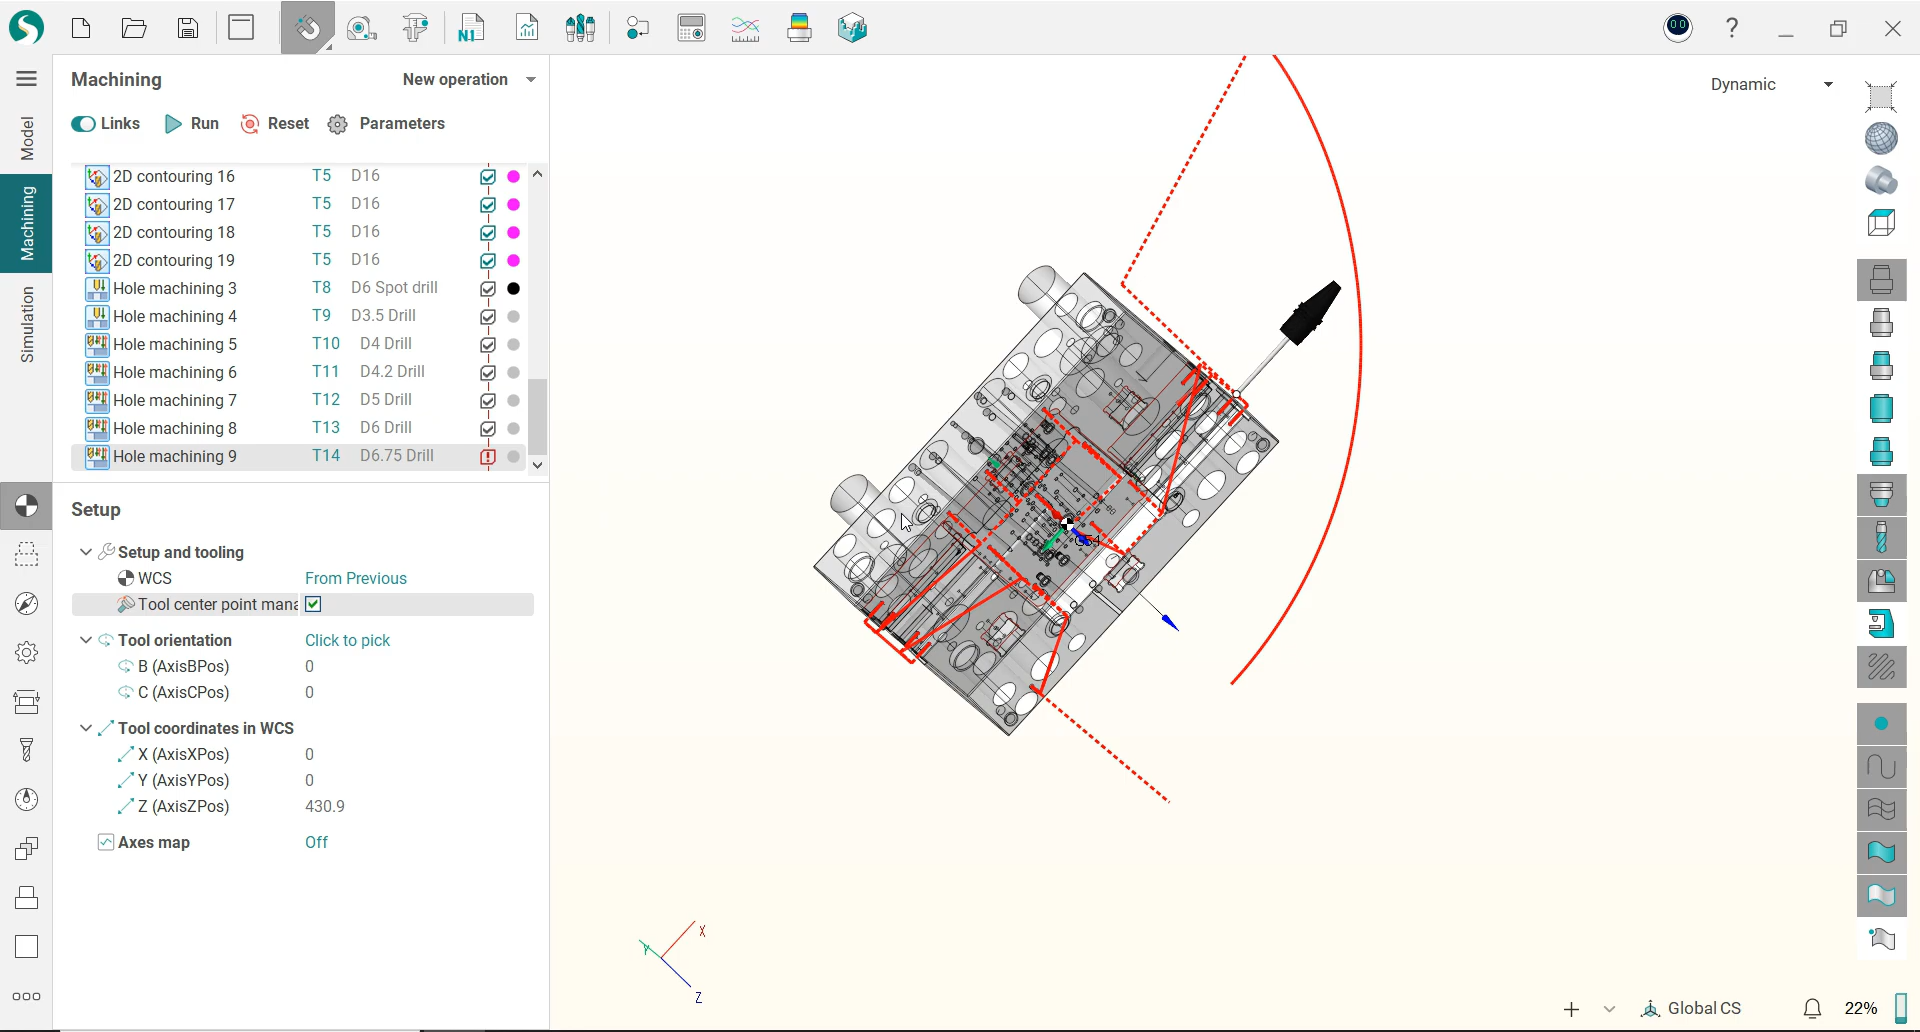 N1
Machining
New operation
Dynamic
Links
Run
Reset
Parameters
Model
Machining
Simulation
2D contouring 16 T5 D16
2D contouring 17 T5 D16
2D contouring 18 T5 D16
2D contouring 19 T5 D16
Hole machining 3 T8 D6 Spot drill
Hole machining 4 T9 D3.5 Drill
Hole machining 5 T10 D4 Drill
Hole machining 6 T11 D4.2 Drill
Hole machining 7 T12 D5 Drill
Hole machining 8 T13 D6 Drill
Hole machining 9 T14 D6.75 Drill
Setup
Setup and tooling
WCS From Previous
Tool center point mana
Tool orientation Click to pick
B (AxisBPos) 0
C (AxisCPos) 0
Tool coordinates in WCS
X (AxisXPos) 0
Y (AxisYPos) 0
Z (AxisZPos) 430.9
Axes map Off
X
Y
Z
Global CS
22%